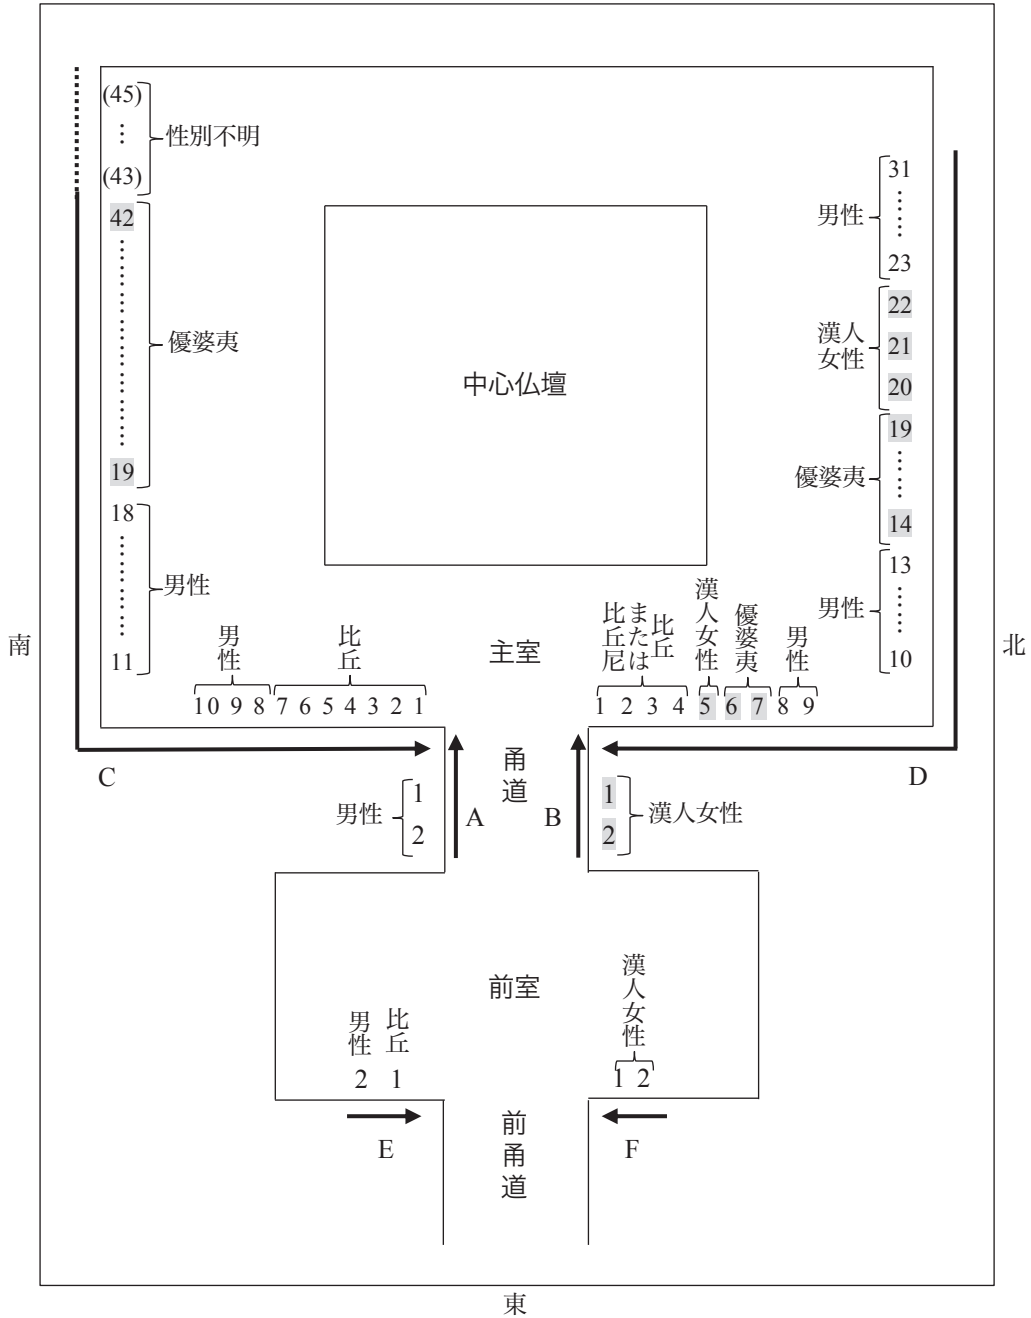 (45)
⋮
(43)
性別不明
42
19
優婆夷
18
11
男性
31
23
男性
22
21
20
漢人
女性
19
14
優婆夷
13
10
男性
中心仏壇
南
北
主室
男性
10 9 8
比丘
7 6 5 4 3 2 1
比丘
または
比丘尼
1 2 3 4
漢人女性
5
優婆夷
6 7
男性
8 9
C
D
甬道
男性
1
2
A
B
1
2
漢人女性
前室
男性
2
比丘
1
漢人女性
1 2
E
F
前甬道
東